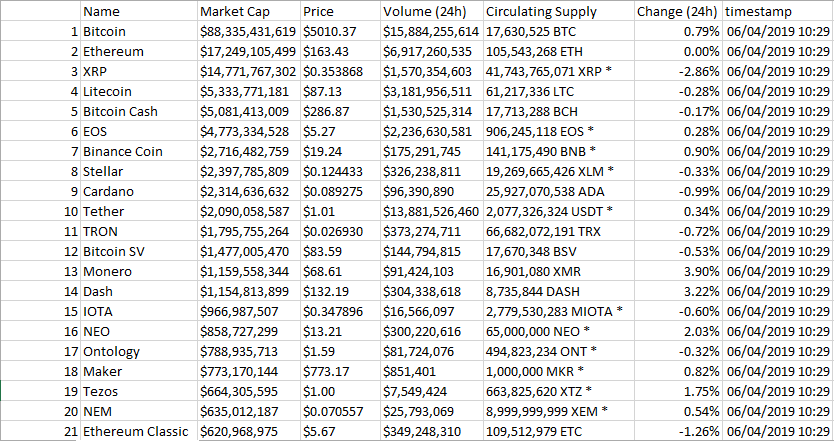 Name Market Cap Price Volume (24h) Circulating Supply Change (24h) timestamp
1 Bitcoin $88,335,431,619 $5010.37 $15,884,255,614 17,630,525 BTC 0.79% 06/04/2019 10:29
2 Ethereum $17,249,105,499 $163.43 $6,917,260,535 105,543,268 ETH 0.00% 06/04/2019 10:29
3 XRP $14,771,767,302 $0.353868 $1,570,354,603 41,743,765,071 XRP * -2.86% 06/04/2019 10:29
4 Litecoin $5,333,771,181 $87.13 $3,181,956,511 61,217,336 LTC -0.28% 06/04/2019 10:29
5 Bitcoin Cash $5,081,413,009 $286.87 $1,530,525,314 17,713,288 BCH -0.17% 06/04/2019 10:29
6 EOS $4,773,334,528 $5.27 $2,236,630,581 906,245,118 EOS * 0.28% 06/04/2019 10:29
7 Binance Coin $2,716,482,759 $19.24 $175,291,745 141,175,490 BNB * 0.90% 06/04/2019 10:29
8 Stellar $2,397,785,809 $0.124433 $326,238,811 19,269,665,426 XLM * -0.33% 06/04/2019 10:29
9 Cardano $2,314,636,632 $0.089275 $96,390,890 25,927,070,538 ADA -0.99% 06/04/2019 10:29
10 Tether $2,090,058,587 $1.01 $13,881,526,460 2,077,326,324 USDT * 0.34% 06/04/2019 10:29
11 TRON $1,795,755,264 $0.026930 $373,274,711 66,682,072,191 TRX -0.72% 06/04/2019 10:29
12 Bitcoin SV $1,477,005,470 $83.59 $144,794,815 17,670,348 BSV -0.53% 06/04/2019 10:29
13 Monero $1,159,558,344 $68.61 $91,424,103 16,901,080 XMR 3.90% 06/04/2019 10:29
14 Dash $1,154,813,899 $132.19 $304,338,618 8,735,844 DASH 3.22% 06/04/2019 10:29
15 IOTA $966,987,507 $0.347896 $16,566,097 2,779,530,283 MIOTA * -0.60% 06/04/2019 10:29
16 NEO $858,727,299 $13.21 $300,220,616 65,000,000 NEO * 2.03% 06/04/2019 10:29
17 Ontology $788,935,713 $1.59 $81,724,076 494,823,234 ONT * -0.32% 06/04/2019 10:29
18 Maker $773,170,144 $773.17 $851,401 1,000,000 MKR * 0.82% 06/04/2019 10:29
19 Tezos $664,305,595 $1.00 $7,549,424 663,825,620 XTZ * 1.75% 06/04/2019 10:29
20 NEM $635,012,187 $0.070557 $25,793,069 8,999,999,999 XEM * 0.54% 06/04/2019 10:29
21 Ethereum Classic $620,968,975 $5.67 $349,248,310 109,512,979 ETC -1.26% 06/04/2019 10:29